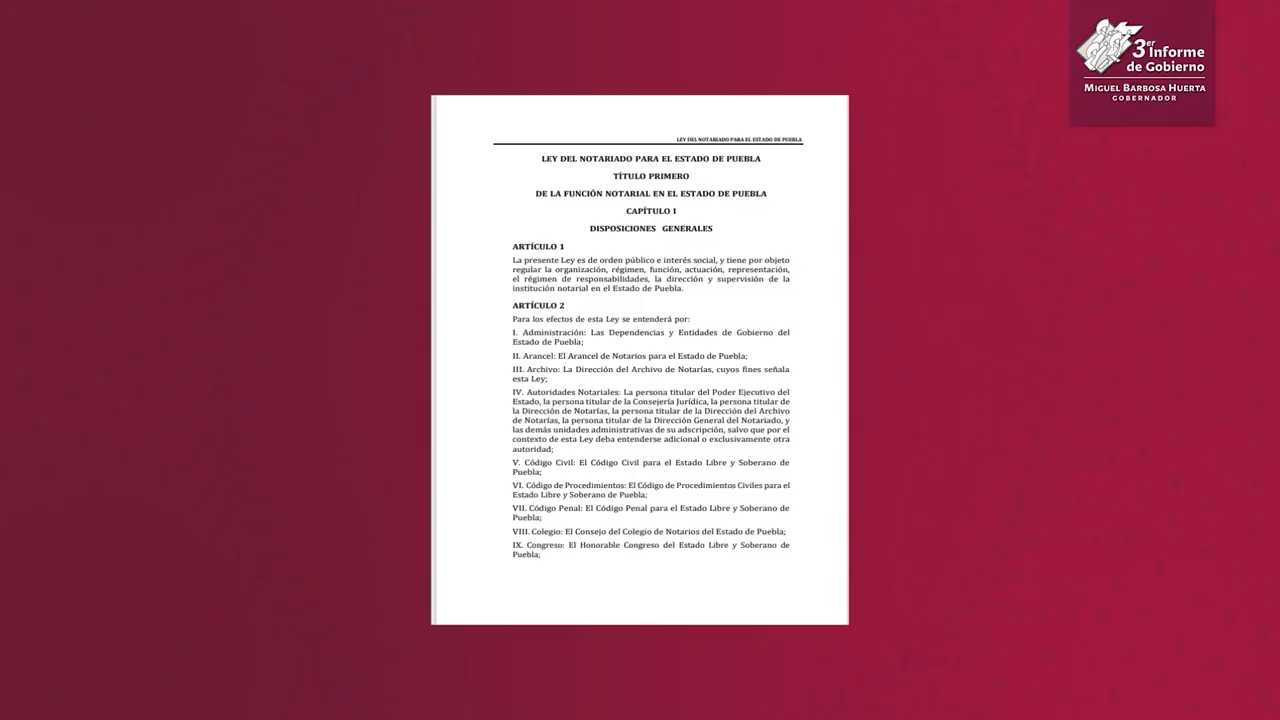 3er Informe
de Gobierno
MIGUEL BARBOSA HUERTA
GOBERNADOR
LEY DEL NOTARIADO PARA EL ESTADO DE PUEBLA
LEY DEL NOTARIADO PARA EL ESTADO DE PUEBLA
TÍTULO PRIMERO
DE LA FUNCIÓN NOTARIAL EN EL ESTADO DE PUEBLA
CAPÍTULO I
DISPOSICIONES GENERALES
ARTÍCULO 1
La presente Ley es de orden público e interés social, y tiene por objeto
regular la organización, régimen, función, actuación, representación,
el régimen de responsabilidades, la dirección y supervisión de la
institución notarial en el Estado de Puebla.
ARTÍCULO 2
Para los efectos de esta Ley se entenderá por:
I. Administración: Las Dependencias y Entidades de Gobierno del
Estado de Puebla;
II. Arancel: El Arancel de Notarios para el Estado de Puebla;
III. Archivo: La Dirección del Archivo de Notarías, cuyos fines señala
esta Ley;
IV. Autoridades Notariales: La persona titular del Poder Ejecutivo del
Estado, la persona titular de la Consejería Jurídica, la persona titular de
la Dirección de Notarías, la persona titular de la Dirección del Archivo
de Notarías, la persona titular de la Dirección General del Notariado, y
las demás unidades administrativas de su adscripción, salvo que por el
contexto de esta Ley deba entenderse adicional o exclusivamente otra
autoridad;
V. Código Civil: El Código Civil para el Estado Libre y Soberano de
Puebla;
VI. Código de Procedimientos: El Código de Procedimientos Civiles para el
Estado Libre y Soberano de Puebla;
VII. Código Penal: El Código Penal para el Estado Libre y Soberano de
Puebla;
VIII. Colegio: El Consejo del Colegio de Notarios del Estado de Puebla;
IX. Congreso: El Honorable Congreso del Estado Libre y Soberano de
Puebla;